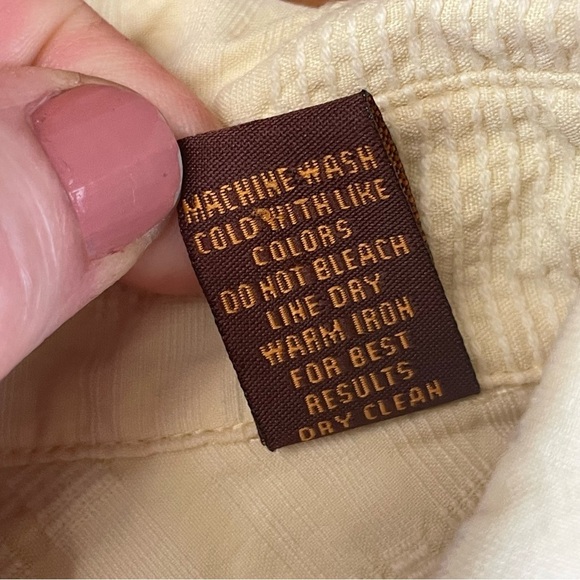 MACHINE WASH
COLD WITH LIKE
COLORS
DO NOT BLEACH
LINE DRY
WARM IRON
FOR BEST
RESULTS
DRY CLEAN